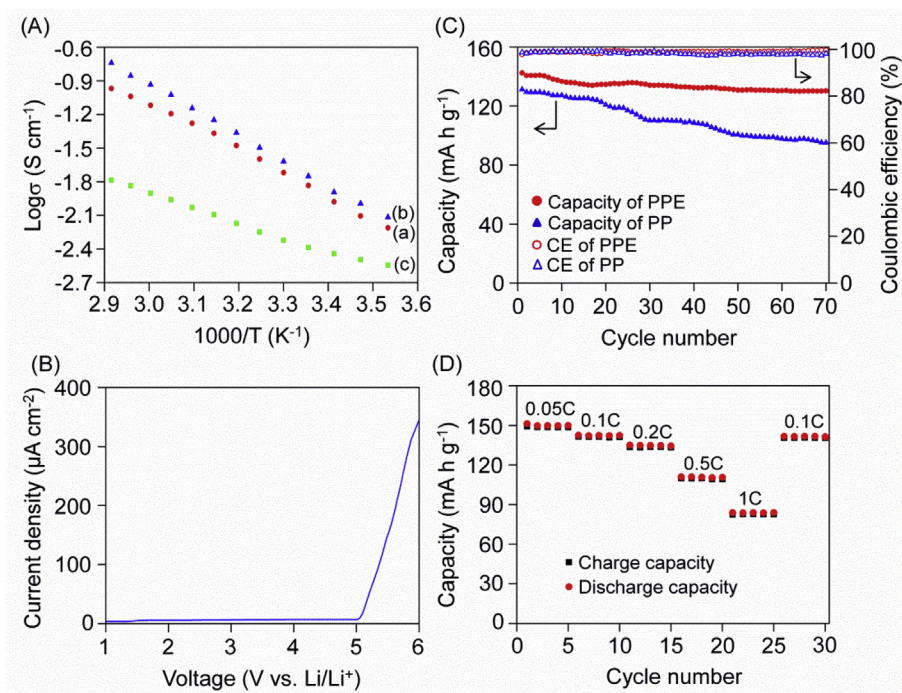 (A)
-0.6
-0.9
-1.2
-1.5
-1.8
-2.1
-2.4
-2.7
Logσ (S cm⁻¹)
(b)
(a)
(c)
2.9 3.0 3.1 3.2 3.3 3.4 3.5 3.6
1000/T (K⁻¹)
(C)
160
120
80
40
0
Capacity (mA h g⁻¹)
100
80
60
40
20
0
Coulombic efficiency (%)
Capacity of PPE
Capacity of PP
CE of PPE
CE of PP
0 10 20 30 40 50 60 70
Cycle number
(B)
400
300
200
100
0
Current density (µA cm⁻²)
1 2 3 4 5 6
Voltage (V vs. Li/Li⁺)
(D)
180
150
120
90
60
30
0
Capacity (mA h g⁻¹)
0.05C 0.1C 0.2C 0.5C 1C 0.1C
Charge capacity
Discharge capacity
0 5 10 15 20 25 30
Cycle number